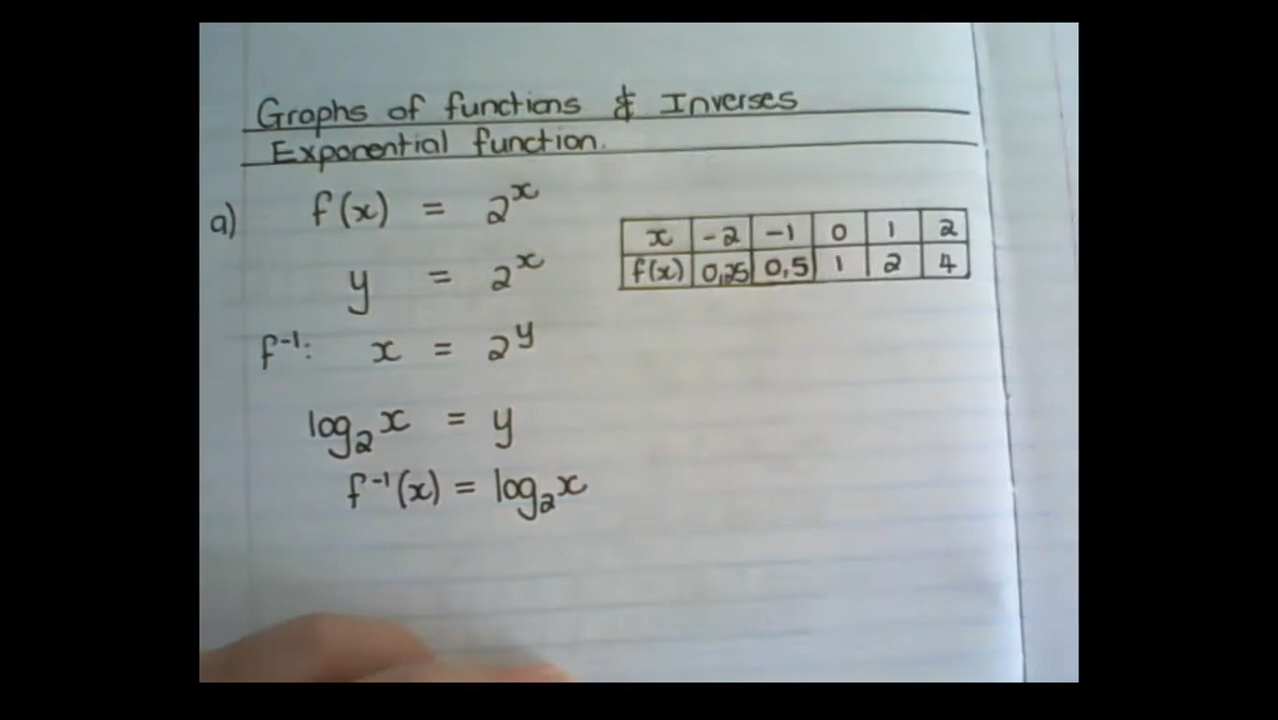 Graphs of functions & Inverses
Exponential function.
a) f(x) = 2^x
y = 2^x
f⁻¹: x = 2^y
log₂x = y
f⁻¹(x) = log₂x
x -2 -1 0 1 2
f(x) 0,25 0,5 1 2 4